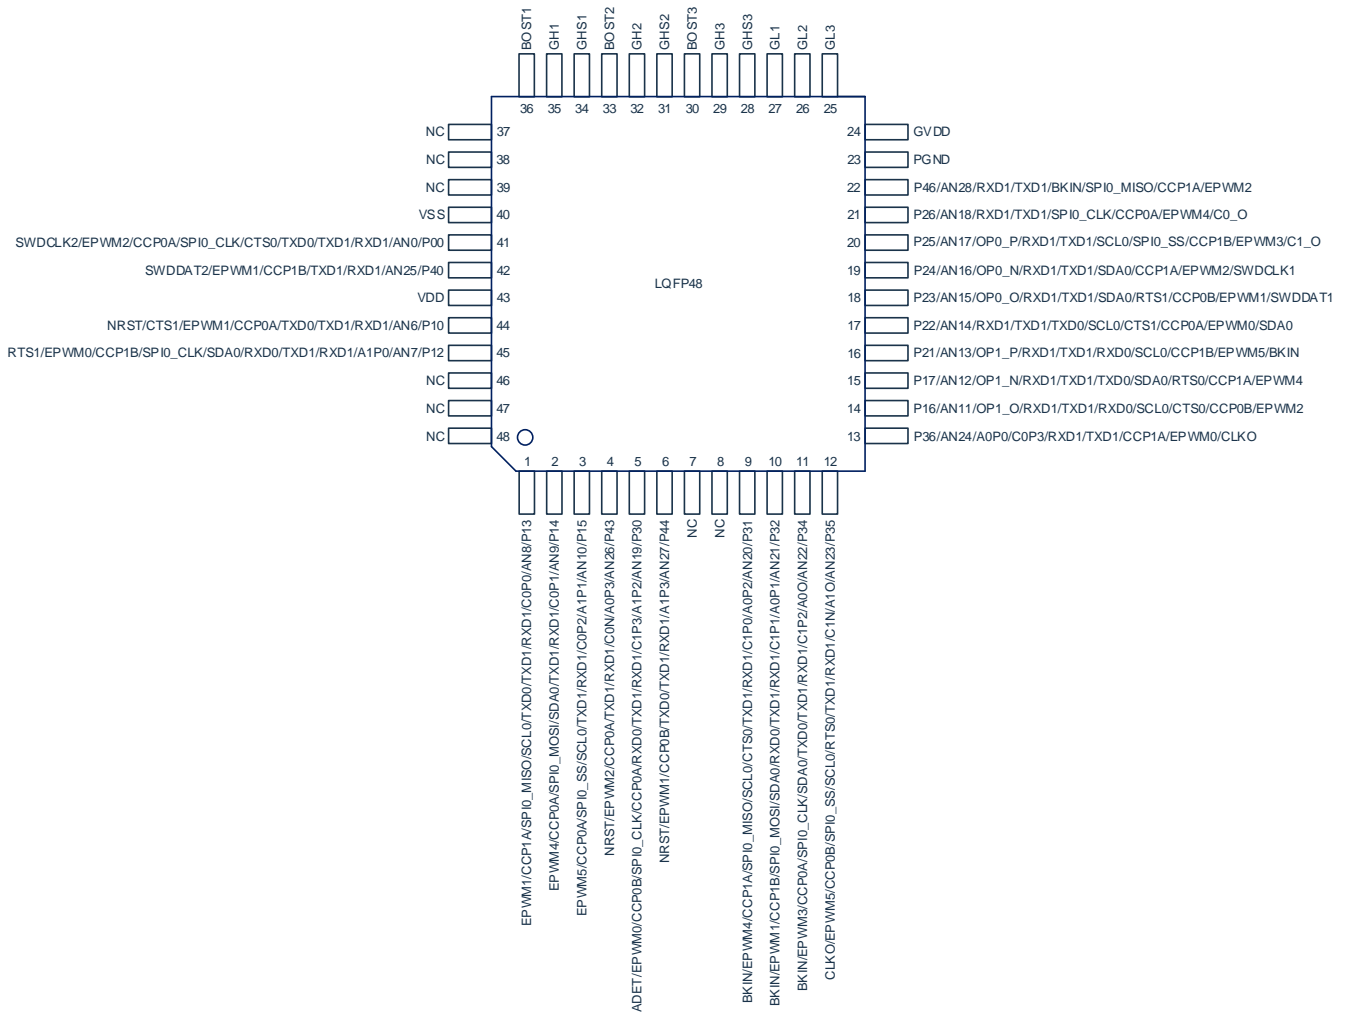 BOST1
GH1
GHS1
BOST2
GH2
GHS2
BOST3
GH3
GHS3
GL1
GL2
GL3
36 35 34 33 32 31 30 29 28 27 26 25
NC 37
NC 38
NC 39
VSS 40
SWDCLK2/EPWM2/CCP0A/SPI0_CLK/CTS0/TXD0/TXD1/RXD1/AN0/P00 41
SWDDAT2/EPWM1/CCP1B/TXD1/RXD1/AN25/P40 42
VDD 43
NRST/CTS1/EPWM1/CCP0A/TXD0/TXD1/RXD1/AN6/P10 44
RTS1/EPWM0/CCP1B/SPI0_CLK/SDA0/RXD0/TXD1/RXD1/A1P0/AN7/P12 45
NC 46
NC 47
NC 48
LQFP48
24 GVDD
23 PGND
22 P46/AN28/RXD1/TXD1/BKIN/SPI0_MISO/CCP1A/EPWM2
21 P26/AN18/RXD1/TXD1/SPI0_CLK/CCP0A/EPWM4/C0_O
20 P25/AN17/OP0_P/RXD1/TXD1/SCL0/SPI0_SS/CCP1B/EPWM3/C1_O
19 P24/AN16/OP0_N/RXD1/TXD1/SDA0/CCP1A/EPWM2/SWDCLK1
18 P23/AN15/OP0_O/RXD1/TXD1/SDA0/RTS1/CCP0B/EPWM1/SWDDAT1
17 P22/AN14/RXD1/TXD1/TXD0/SCL0/CTS1/CCP0A/EPWM0/SDA0
16 P21/AN13/OP1_P/RXD1/TXD1/RXD0/SCL0/CCP1B/EPWM5/BKIN
15 P17/AN12/OP1_N/RXD1/TXD1/TXD0/SDA0/RTS0/CCP1A/EPWM4
14 P16/AN11/OP1_O/RXD1/TXD1/RXD0/SCL0/CTS0/CCP0B/EPWM2
13 P36/AN24/A0P0/C0P3/RXD1/TXD1/CCP1A/EPWM0/CLKO
1 2 3 4 5 6 7 8 9 10 11 12
EPWM1/CCP1A/SPI0_MISO/SCL0/TXD0/TXD1/RXD1/C0P0/AN8/P13
EPWM4/CCP0A/SPI0_MOSI/SDA0/TXD1/RXD1/C0P1/AN9/P14
EPWM5/CCP0A/SPI0_SS/SCL0/TXD1/RXD1/C0P2/A1P1/AN10/P15
NRST/EPWM2/CCP0A/TXD1/RXD1/C0N/A0P3/AN26/P43
ADET/EPWM0/CCP0B/SPI0_CLK/CCP0A/RXD0/TXD1/RXD1/C1P3/A1P2/AN19/P30
NRST/EPWM1/CCP0B/TXD0/TXD1/RXD1/A1P3/AN27/P44
NC
NC
BKIN/EPWM4/CCP1A/SPI0_MISO/SCL0/CTS0/TXD1/RXD1/C1P0/A0P2/AN20/P31
BKIN/EPWM1/CCP1B/SPI0_MOSI/SDA0/RXD0/TXD1/RXD1/C1P1/A0P1/AN21/P32
BKIN/EPWM3/CCP0A/SPI0_CLK/SDA0/TXD0/TXD1/RXD1/C1P2/A0O/AN22/P34
CLKO/EPWM5/CCP0B/SPI0_SS/SCL0/RTS0/TXD1/RXD1/C1N/A1O/AN23/P35